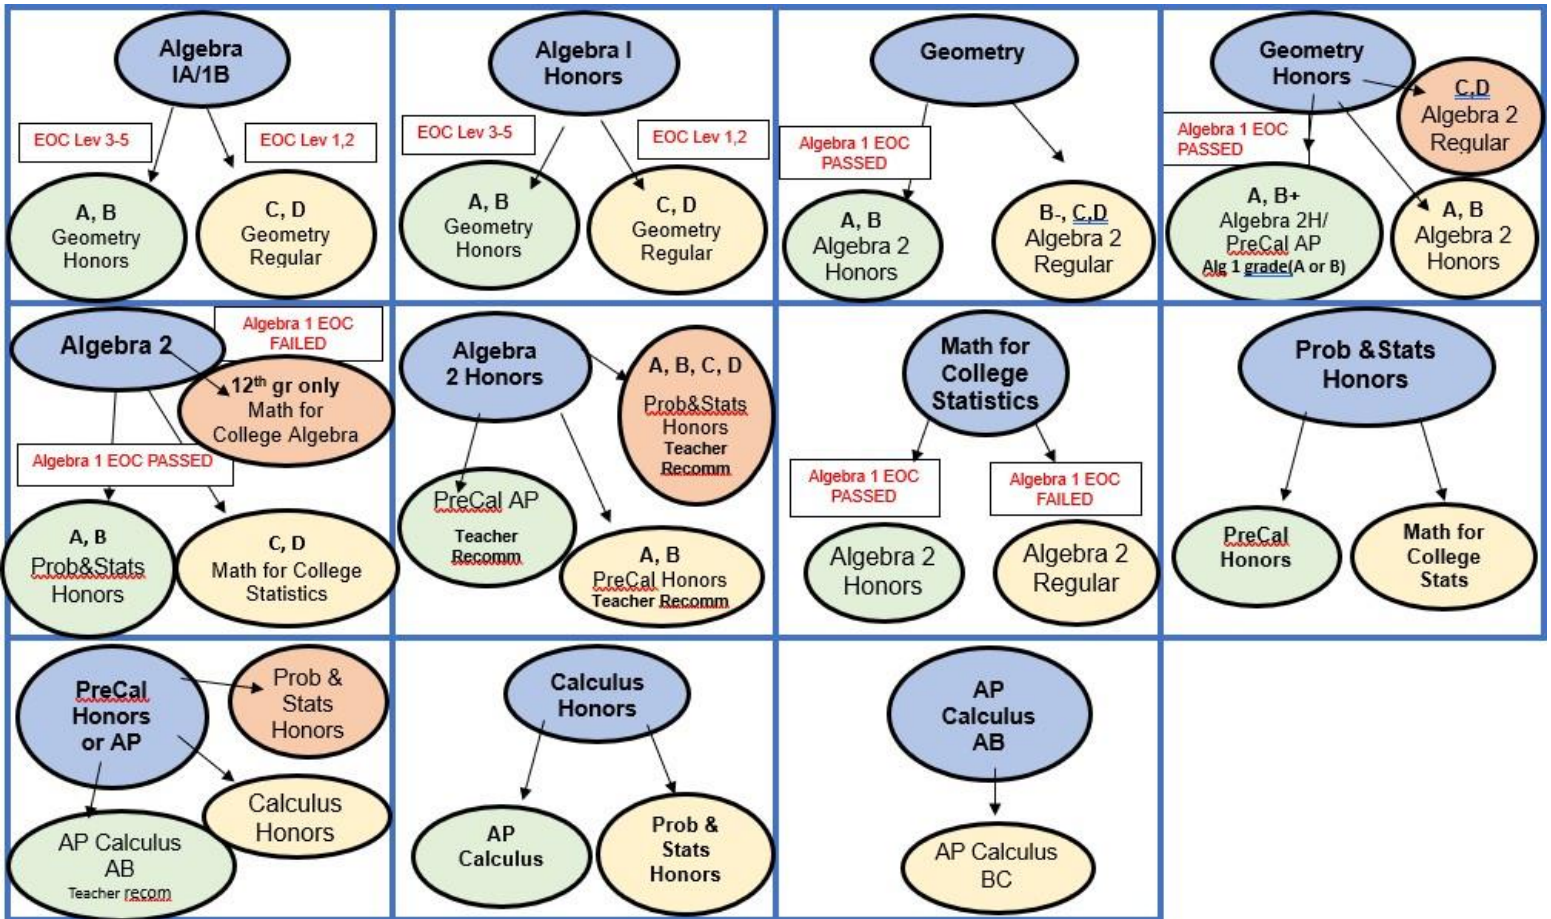 Algebra
IA/1B
EOC Lev 3-5
EOC Lev 1,2
A, B
Geometry
Honors
C, D
Geometry
Regular
Algebra I
Honors
EOC Lev 3-5
EOC Lev 1,2
A, B
Geometry
Honors
C, D
Geometry
Regular
Geometry
Algebra 1 EOC
PASSED
A, B
Algebra 2
Honors
B-, C,D
Algebra 2
Regular
Geometry
Honors
C,D
Algebra 2
Regular
Algebra 1 EOC
PASSED
A, B+
Algebra 2H/
PreCal AP
Alg 1 grade(A or B)
A, B
Algebra 2
Honors
Algebra 2
Algebra 1 EOC
FAILED
12th gr only
Math for
College Algebra
Algebra 1 EOC PASSED
A, B
Prob&Stats
Honors
C, D
Math for College
Statistics
Algebra
2 Honors
A, B, C, D
Prob&Stats
Honors
Teacher
Recomm
PreCal AP
Teacher
Recomm
A, B
PreCal Honors
Teacher Recomm
Math for
College
Statistics
Algebra 1 EOC
PASSED
Algebra 1 EOC
FAILED
Algebra 2
Honors
Algebra 2
Regular
Prob &Stats
Honors
PreCal
Honors
Math for
College
Stats
PreCal
Honors
or AP
Prob &
Stats
Honors
Calculus
Honors
AP Calculus
AB
Teacher recom
Calculus
Honors
AP
Calculus
Prob &
Stats
Honors
AP
Calculus
AB
AP Calculus
BC